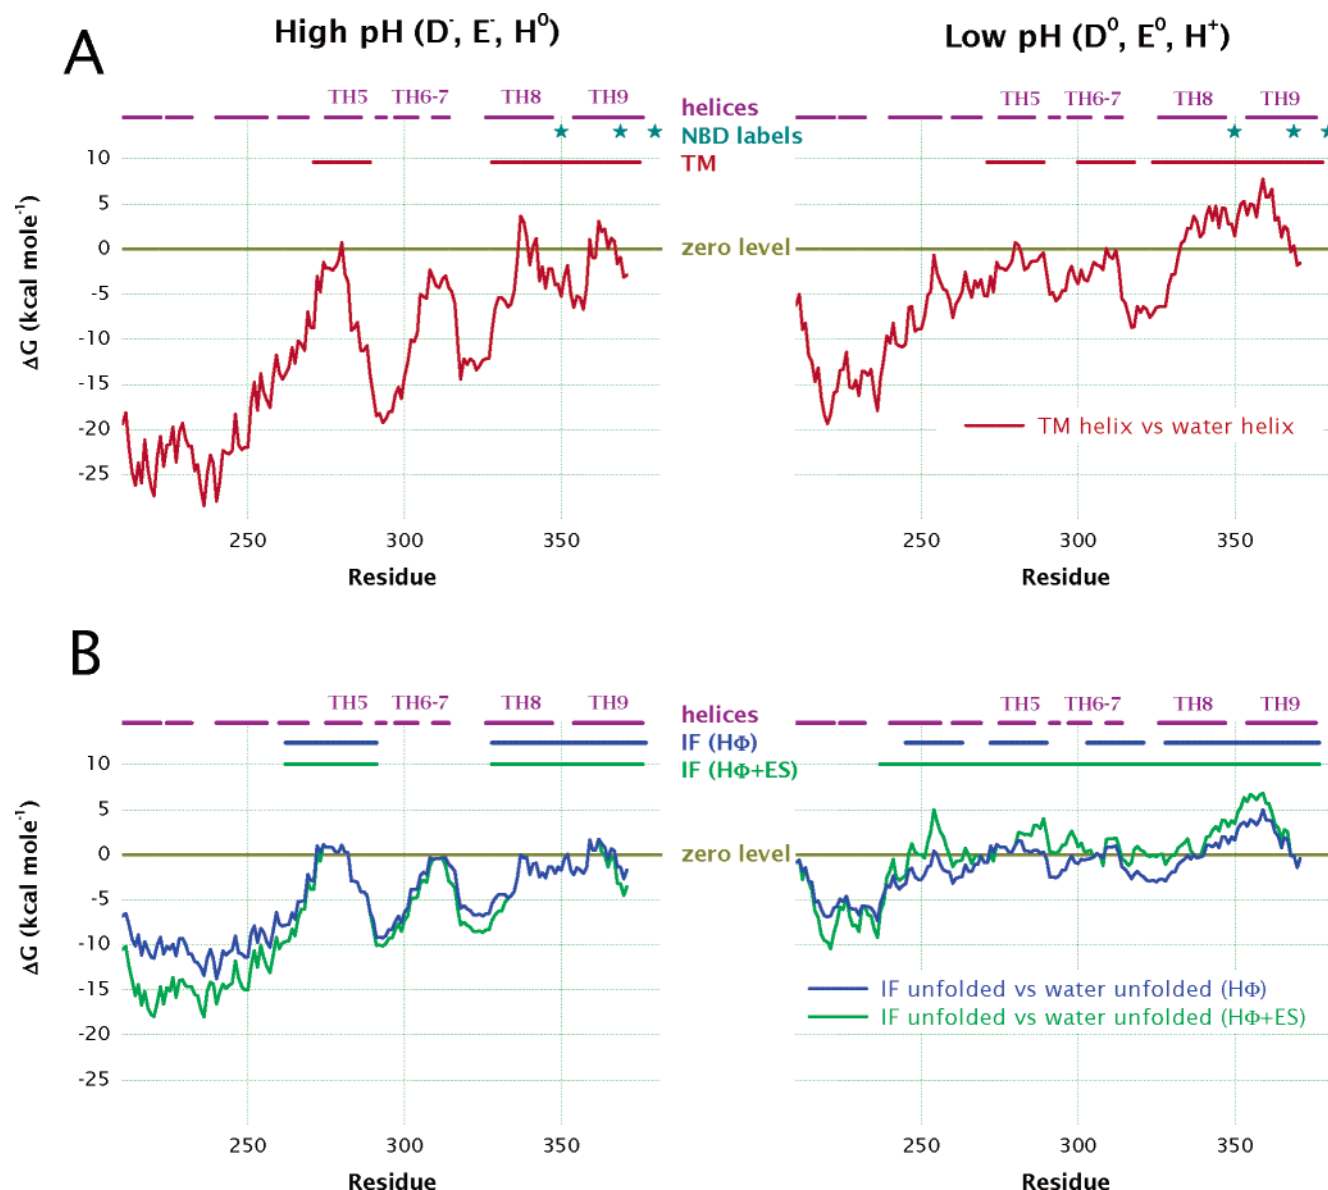 A
High pH (D⁻, E⁻, H⁰)
Low pH (D⁰, E⁰, H⁺)
TH5 TH6-7 TH8 TH9
helices
TH5 TH6-7 TH8 TH9
NBD labels
TM
zero level
10
5
0
-5
-10
-15
-20
-25
ΔG (kcal mole⁻¹)
TM helix vs water helix
250 300 350
250 300 350
Residue
Residue
B
TH5 TH6-7 TH8 TH9
helices
TH5 TH6-7 TH8 TH9
IF (HΦ)
IF (HΦ+ES)
zero level
10
5
0
-5
-10
-15
-20
-25
ΔG (kcal mole⁻¹)
IF unfolded vs water unfolded (HΦ)
IF unfolded vs water unfolded (HΦ+ES)
250 300 350
250 300 350
Residue
Residue